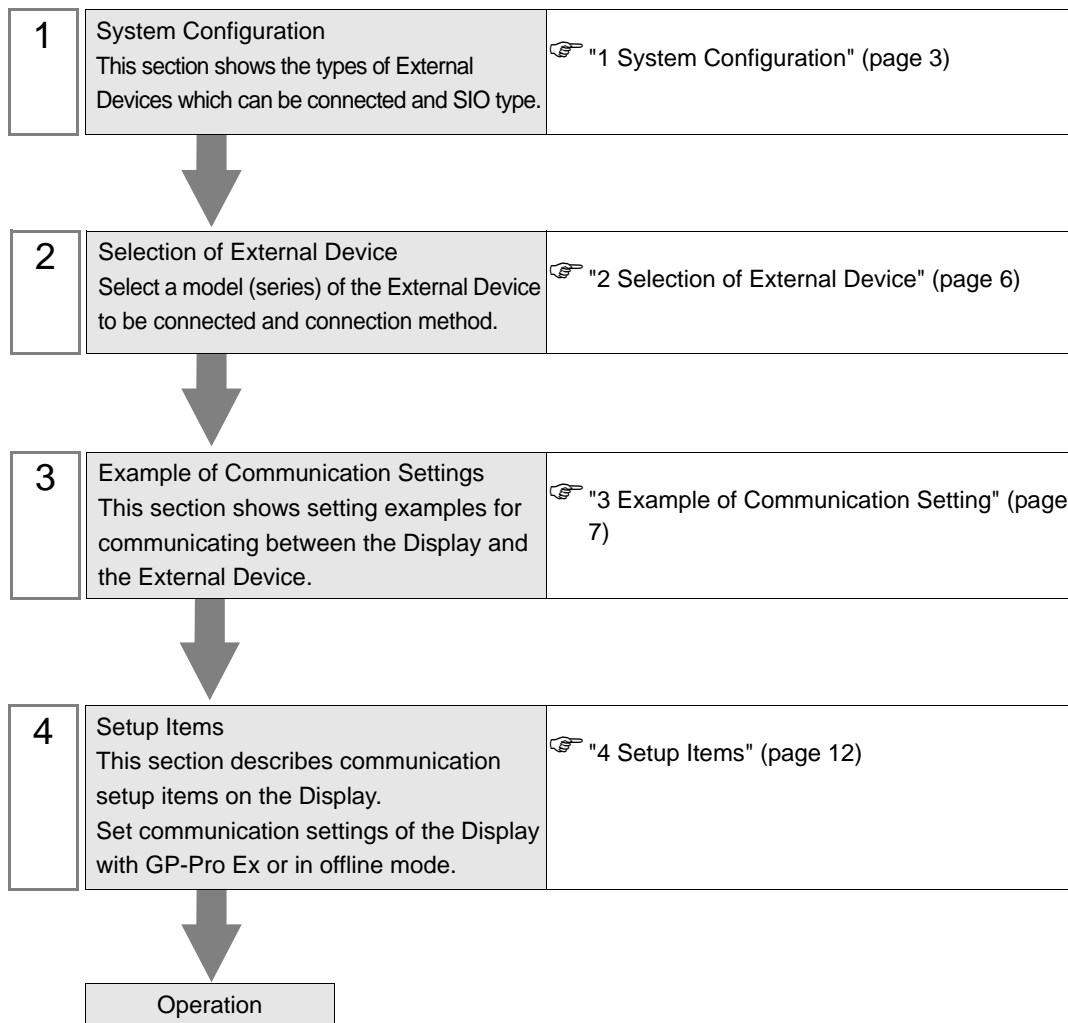 1
System Configuration
This section shows the types of External
Devices which can be connected and SIO type.
"1 System Configuration" (page 3)
2
Selection of External Device
Select a model (series) of the External Device
to be connected and connection method.
"2 Selection of External Device" (page 6)
3
Example of Communication Settings
This section shows setting examples for
communicating between the Display and
the External Device.
"3 Example of Communication Setting" (page
7)
4
Setup Items
This section describes communication
setup items on the Display.
Set communication settings of the Display
with GP-Pro Ex or in offline mode.
"4 Setup Items" (page 12)
Operation